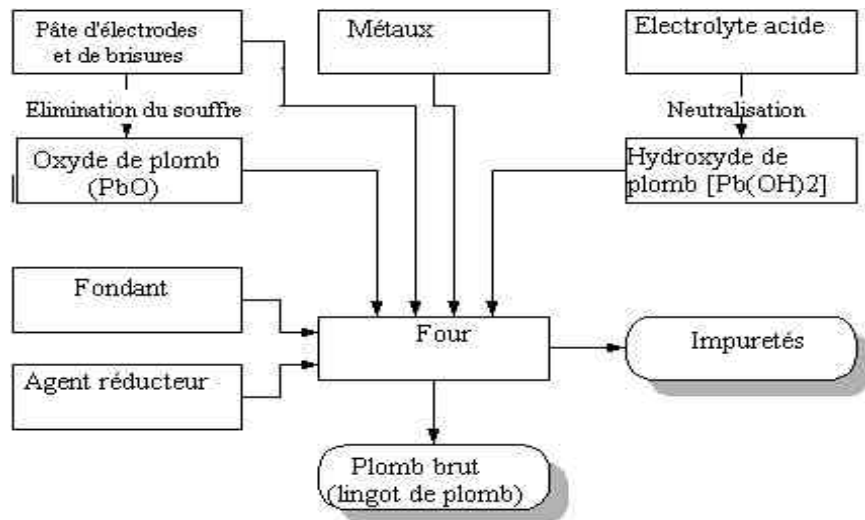 Pâte d'électrodes
et de brisures
Métaux
Electrolyte acide
Elimination du souffre
Neutralisation
Oxyde de plomb
(PbO)
Hydroxyde de
plomb [Pb(OH)2]
Fondant
Four
Impuretés
Agent réducteur
Plomb brut
(lingot de plomb)